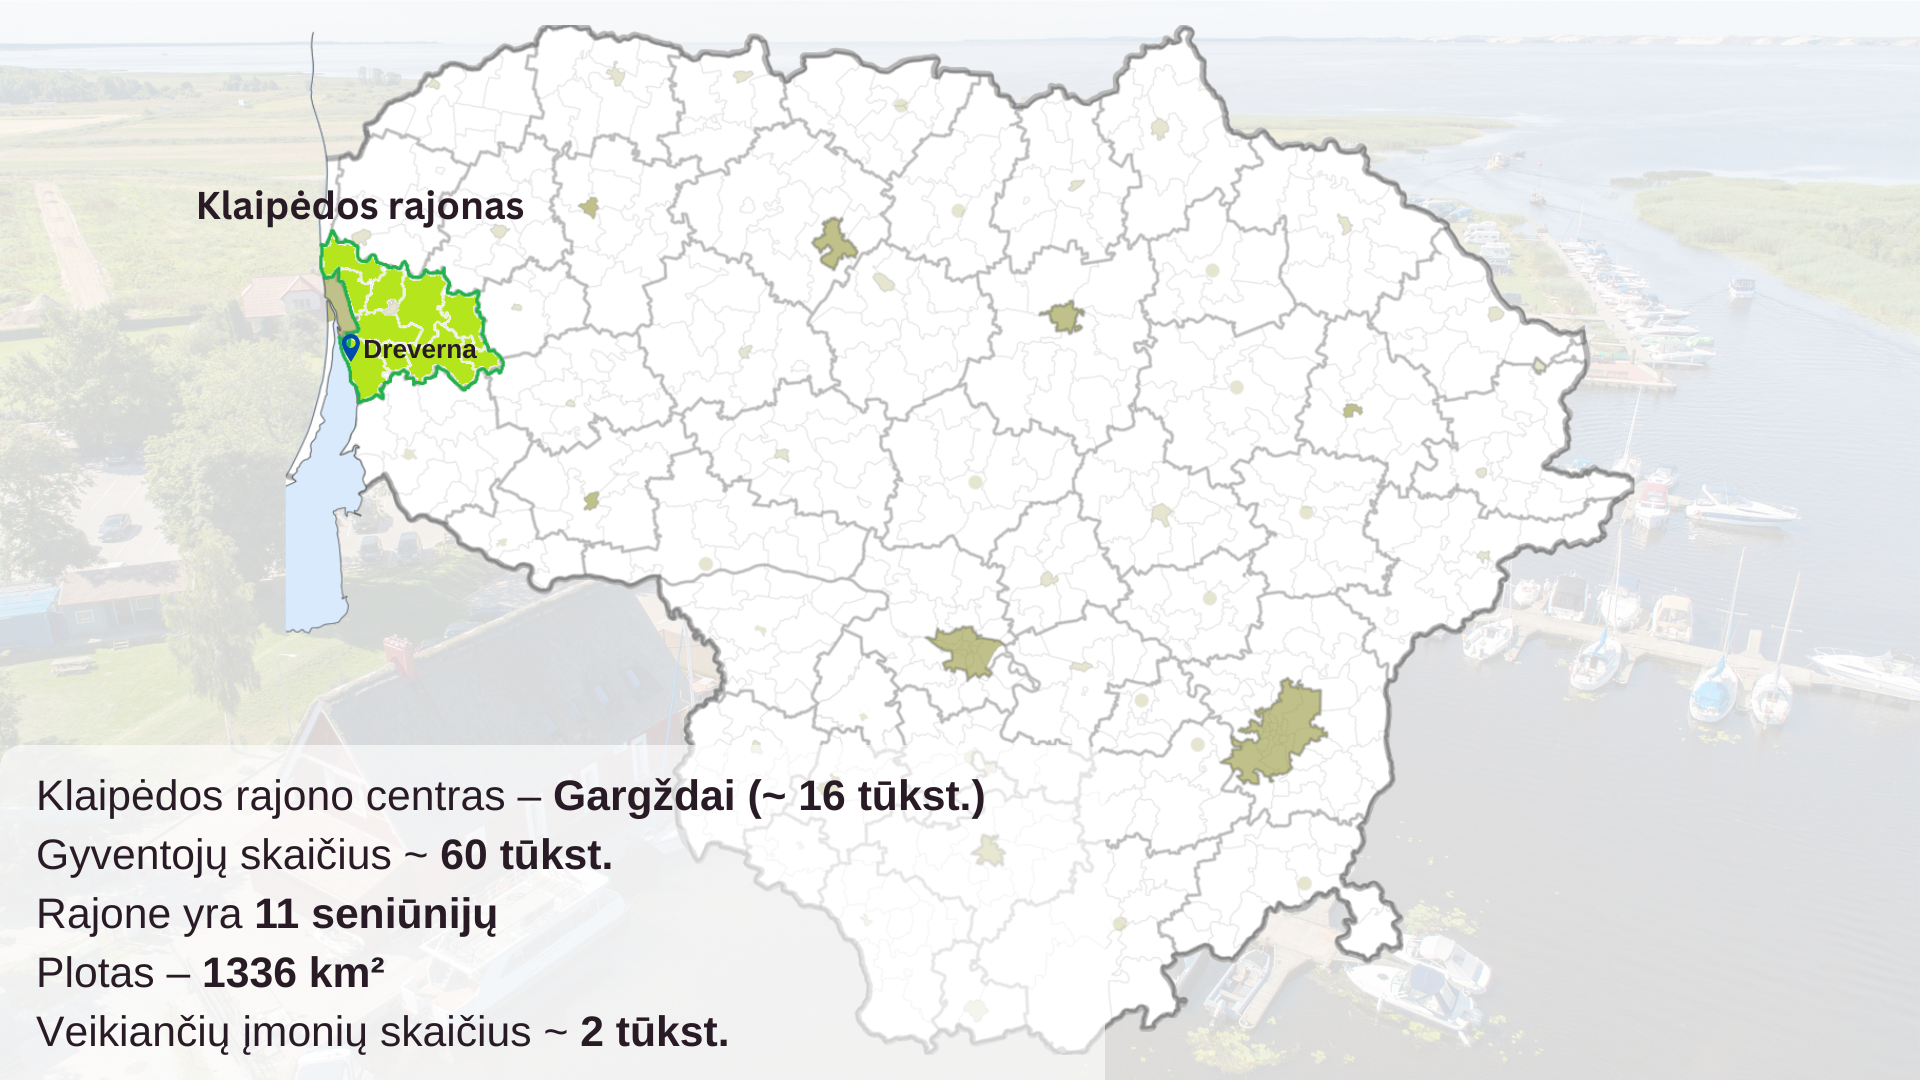 Klaipėdos rajonas
Dreverna
Klaipėdos rajono centras – Gargždai (~ 16 tūkst.)
Gyventojų skaičius ~ 60 tūkst.
Rajone yra 11 seniūnijų
Plotas – 1336 km²
Veikiančių įmonių skaičius ~ 2 tūkst.